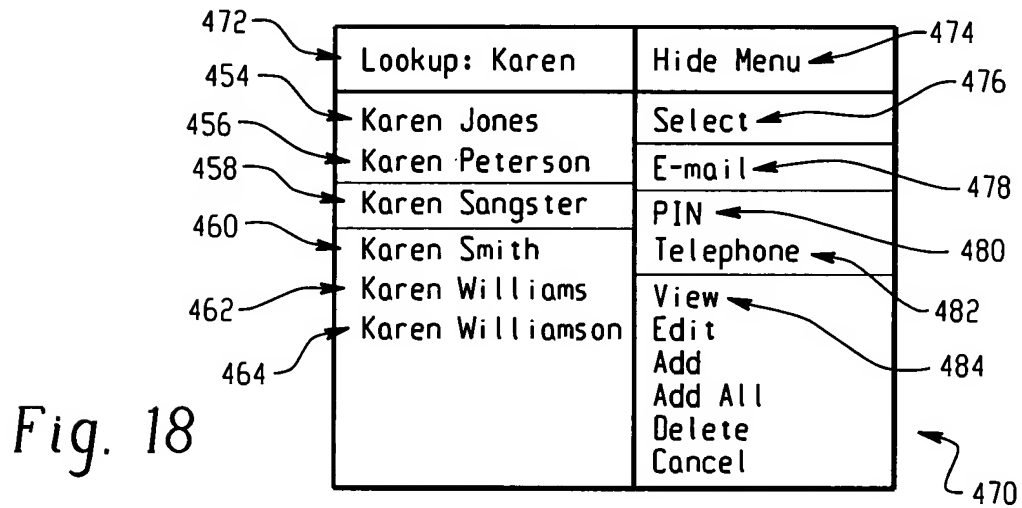 472
Lookup: Karen
Hide Menu
474
454
Karen Jones
Select
476
456
Karen Peterson
E-mail
478
458
Karen Sangster
PIN
480
460
Karen Smith
Telephone
482
462
Karen Williams
View
484
464
Karen Williamson
Edit
Add
Add All
Delete
Cancel
470
Fig. 18